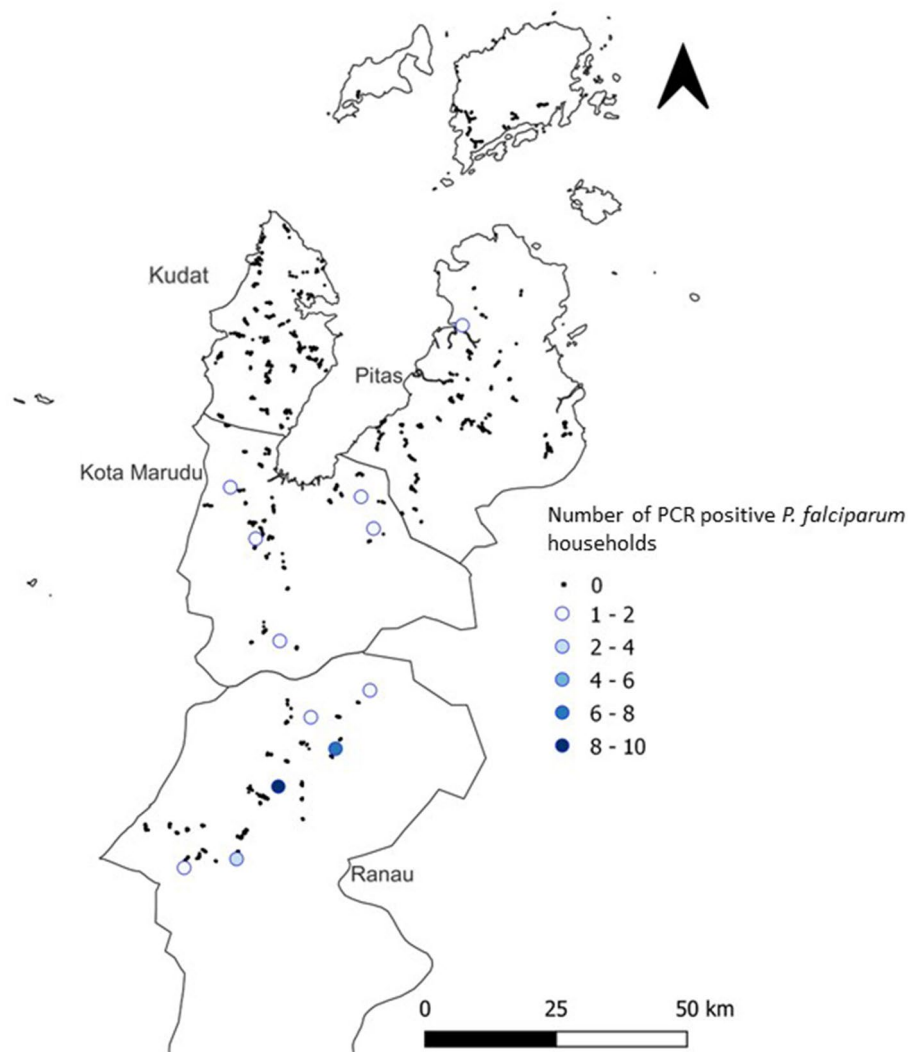 Kudat
Pitas
Kota Marudu
Number of PCR positive P. falciparum
households
0
1 - 2
2 - 4
4 - 6
6 - 8
8 - 10
Ranau
0 25 50 km